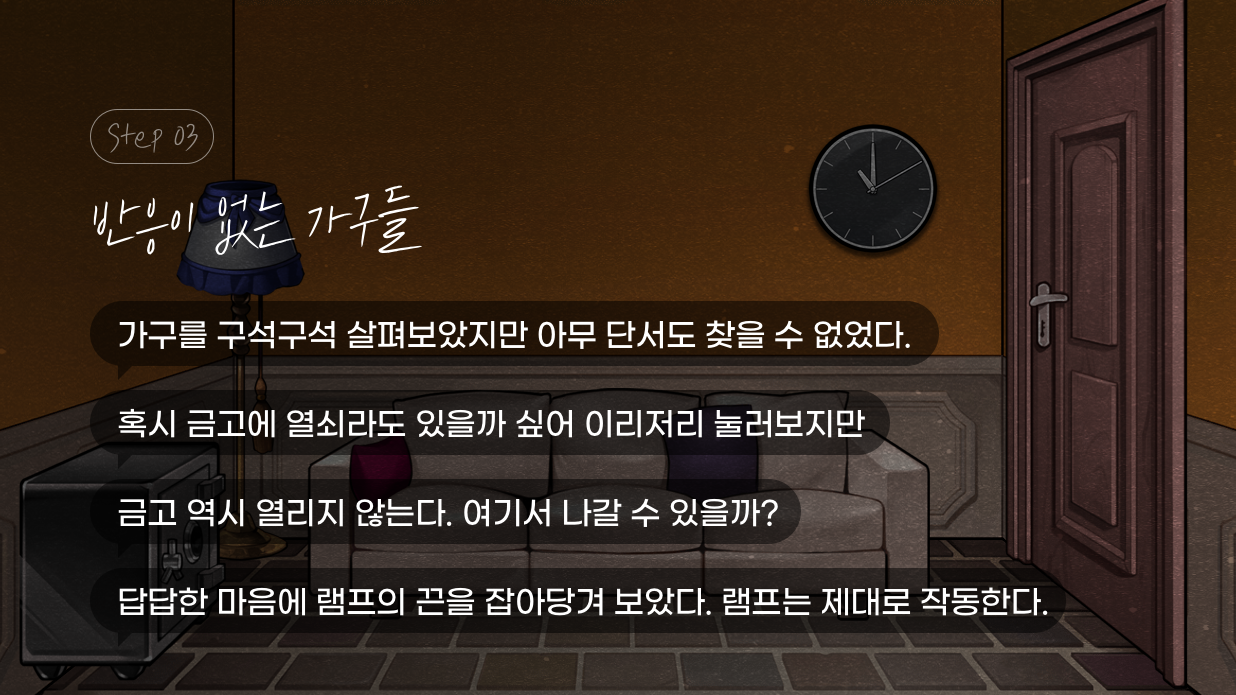 Step 03
반응이 없는 가구들
가구를 구석구석 살펴보았지만 아무 단서도 찾을 수 없었다.
혹시 금고에 열쇠라도 있을까 싶어 이리저리 눌러보지만
금고 역시 열리지 않는다. 여기서 나갈 수 있을까?
답답한 마음에 램프의 끈을 잡아당겨 보았다. 램프는 제대로 작동한다.